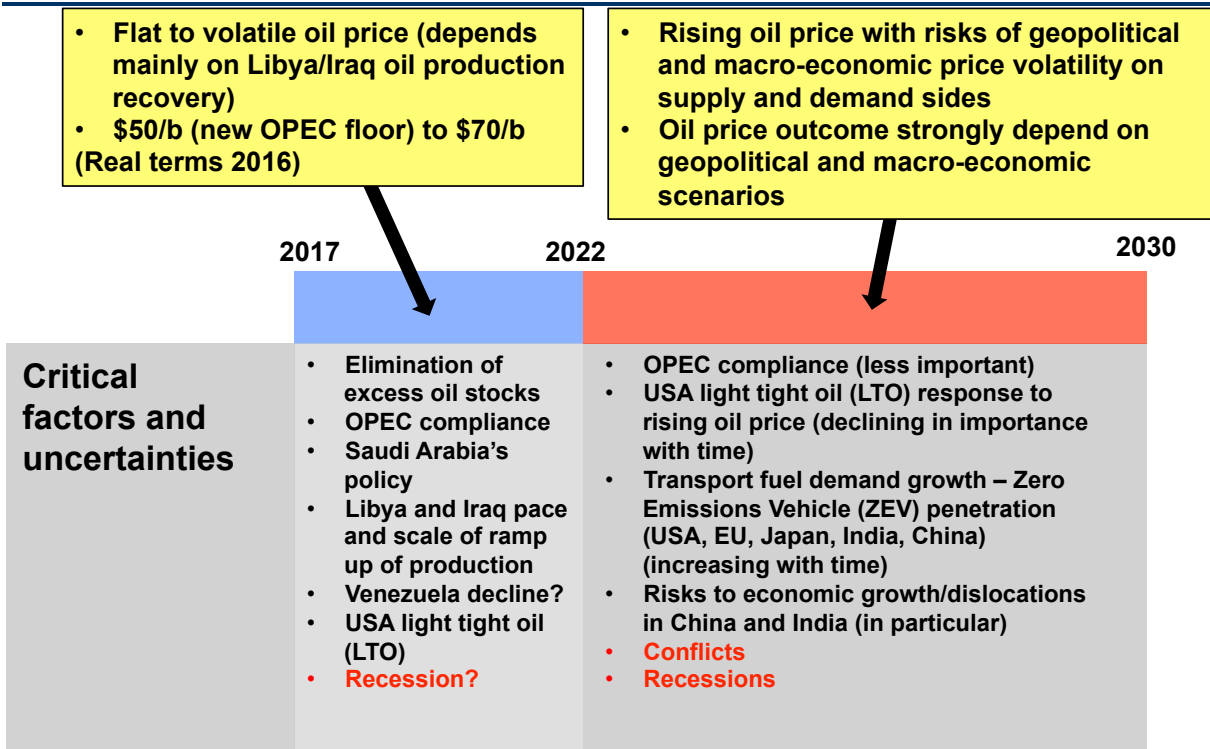 • Flat to volatile oil price (depends
mainly on Libya/Iraq oil production
recovery)
• $50/b (new OPEC floor) to $70/b
(Real terms 2016)
• Rising oil price with risks of geopolitical
and macro-economic price volatility on
supply and demand sides
• Oil price outcome strongly depend on
geopolitical and macro-economic
scenarios
2017
2022
2030
Critical
factors and
uncertainties
• Elimination of
excess oil stocks
• OPEC compliance
• Saudi Arabia’s
policy
• Libya and Iraq pace
and scale of ramp
up of production
• Venezuela decline?
• USA light tight oil
(LTO)
• Recession?
• OPEC compliance (less important)
• USA light tight oil (LTO) response to
rising oil price (declining in importance
with time)
• Transport fuel demand growth – Zero
Emissions Vehicle (ZEV) penetration
(USA, EU, Japan, India, China)
(increasing with time)
• Risks to economic growth/dislocations
in China and India (in particular)
• Conflicts
• Recessions